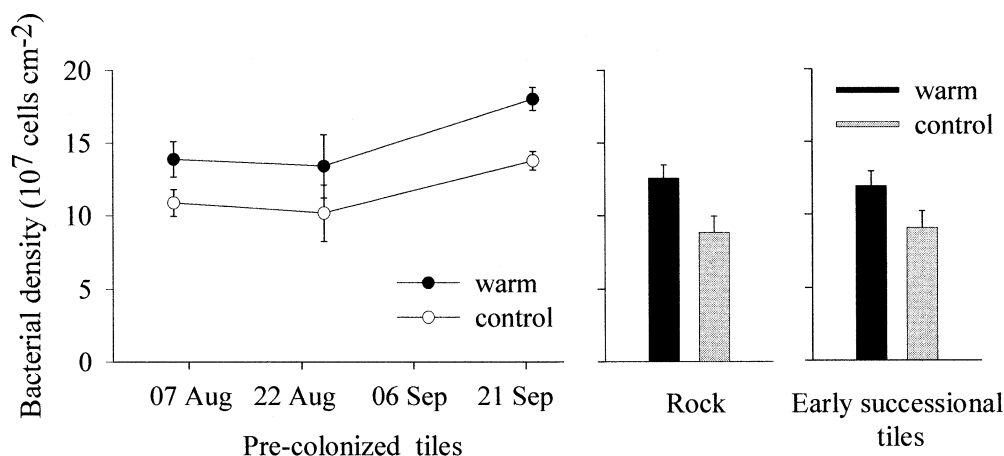 Bacterial density (10⁷ cells cm⁻²)
20
15
10
5
0
warm
control
07 Aug 22 Aug 06 Sep 21 Sep
Pre-colonized tiles
Rock
warm
control
Early successional
tiles